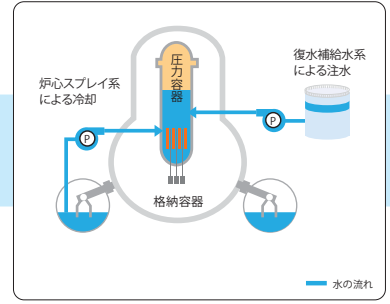 復水補給水系
による注水
炉心スプレイ系
による冷却
圧力容器
P
P
格納容器
水の流れ